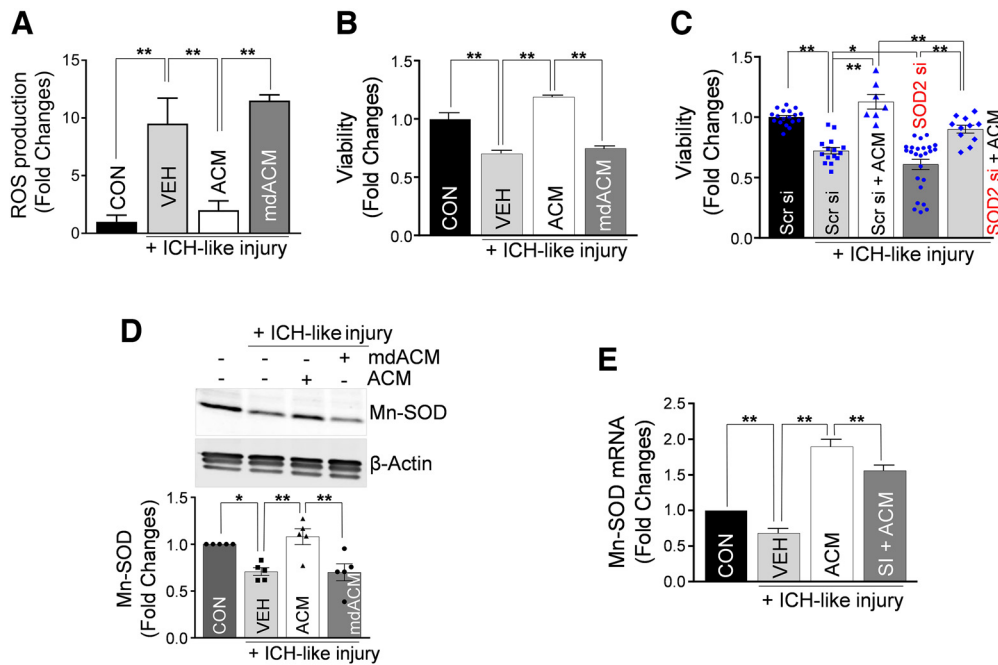 A
ROS production
(Fold Changes)
15
10
5
0
**
**
**
CON
VEH
ACM
mdACM
+ ICH-like injury
B
Viability
(Fold Changes)
1.5
1.0
0.5
0.0
**
**
**
CON
VEH
ACM
mdACM
+ ICH-like injury
C
Viability
(Fold Changes)
1.5
1.0
0.5
0.0
**
*
**
**
**
Scr si
Scr si
Scr si + ACM
SOD2 si
SOD2 si + ACM
+ ICH-like injury
D
+ ICH-like injury
- - - + mdACM
- - + - ACM
Mn-SOD
β-Actin
Mn-SOD
(Fold Changes)
1.5
1.0
0.5
0.0
*
**
**
CON
VEH
ACM
mdACM
+ ICH-like injury
E
Mn-SOD mRNA
(Fold Changes)
2.5
2.0
1.5
1.0
0.5
0.0
**
**
**
CON
VEH
ACM
SI + ACM
+ ICH-like injury